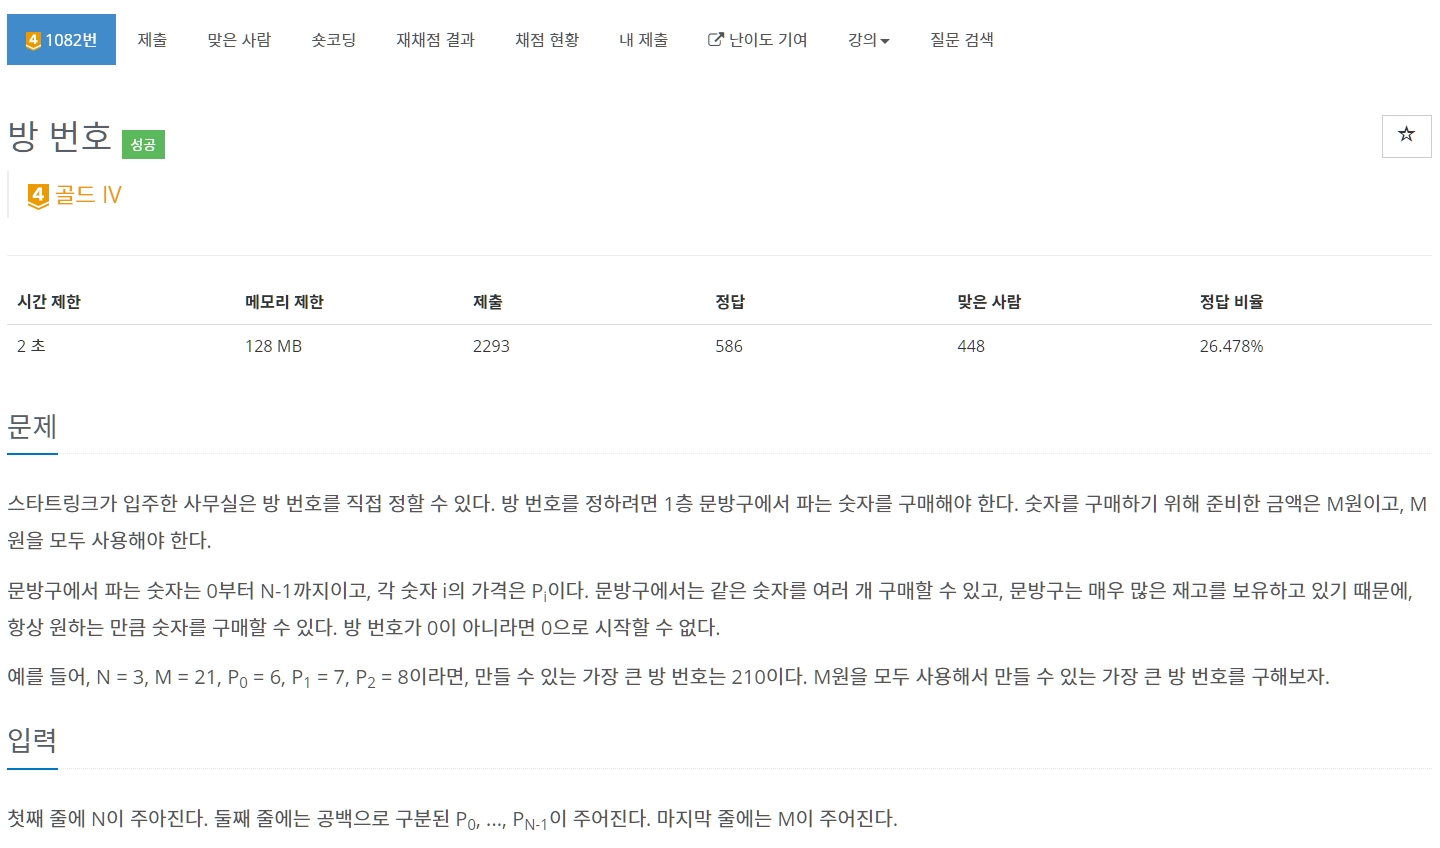 4 1082번 제출 맞은 사람 숏코딩 재채점 결과 채점 현황 내 제출 난이도 기여 강의 질문 검색
방 번호 성공
4 골드 IV
시간 제한 메모리 제한 제출 정답 맞은 사람 정답 비율
2 초 128 MB 2293 586 448 26.478%
문제
스타트링크가 입주한 사무실은 방 번호를 직접 정할 수 있다. 방 번호를 정하려면 1층 문방구에서 파는 숫자를 구매해야 한다. 숫자를 구매하기 위해 준비한 금액은 M원이고, M
원을 모두 사용해야 한다.
문방구에서 파는 숫자는 0부터 N-1까지이고, 각 숫자 i의 가격은 Pi이다. 문방구에서는 같은 숫자를 여러 개 구매할 수 있고, 문방구는 매우 많은 재고를 보유하고 있기 때문에,
항상 원하는 만큼 숫자를 구매할 수 있다. 방 번호가 0이 아니라면 0으로 시작할 수 없다.
예를 들어, N = 3, M = 21, P0 = 6, P1 = 7, P2 = 8이라면, 만들 수 있는 가장 큰 방 번호는 210이다. M원을 모두 사용해서 만들 수 있는 가장 큰 방 번호를 구해보자.
입력
첫째 줄에 N이 주아진다. 둘째 줄에는 공백으로 구분된 P0, ..., PN-1이 주어진다. 마지막 줄에는 M이 주어진다.